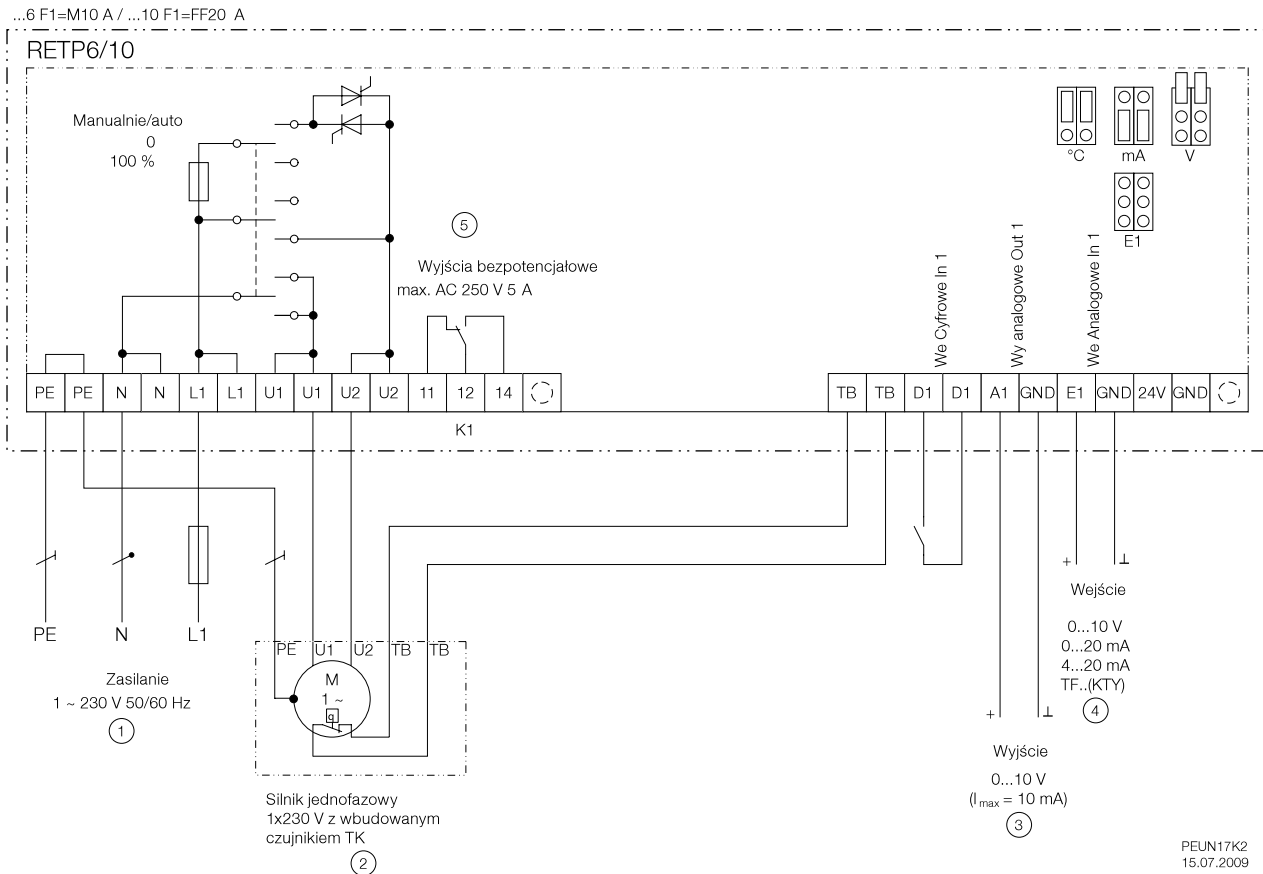 ...6 F1=M10 A / ...10 F1=FF20 A
RETP6/10
Manualnie/auto
0
100 %
°C
mA
V
E1
5
Wyjścia bezpotencjałowe
max. AC 250 V 5 A
We Cyfrowe In 1
Wy analogowe Out 1
We Analogowe In 1
PE PE N N L1 L1 U1 U1 U2 U2 11 12 14
TB TB D1 D1 A1 GND E1 GND 24V GND
K1
PE
N
L1
Zasilanie
1 ~ 230 V 50/60 Hz
1
PE U1 U2 TB TB
M
1 ~
Silnik jednofazowy
1x230 V z wbudowanym
czujnikiem TK
2
+ ⊥
Wejście
0...10 V
0...20 mA
4...20 mA
TF..(KTY)
4
+ ⊥
Wyjście
0...10 V
(I max = 10 mA)
3
PEUN17K2
15.07.2009